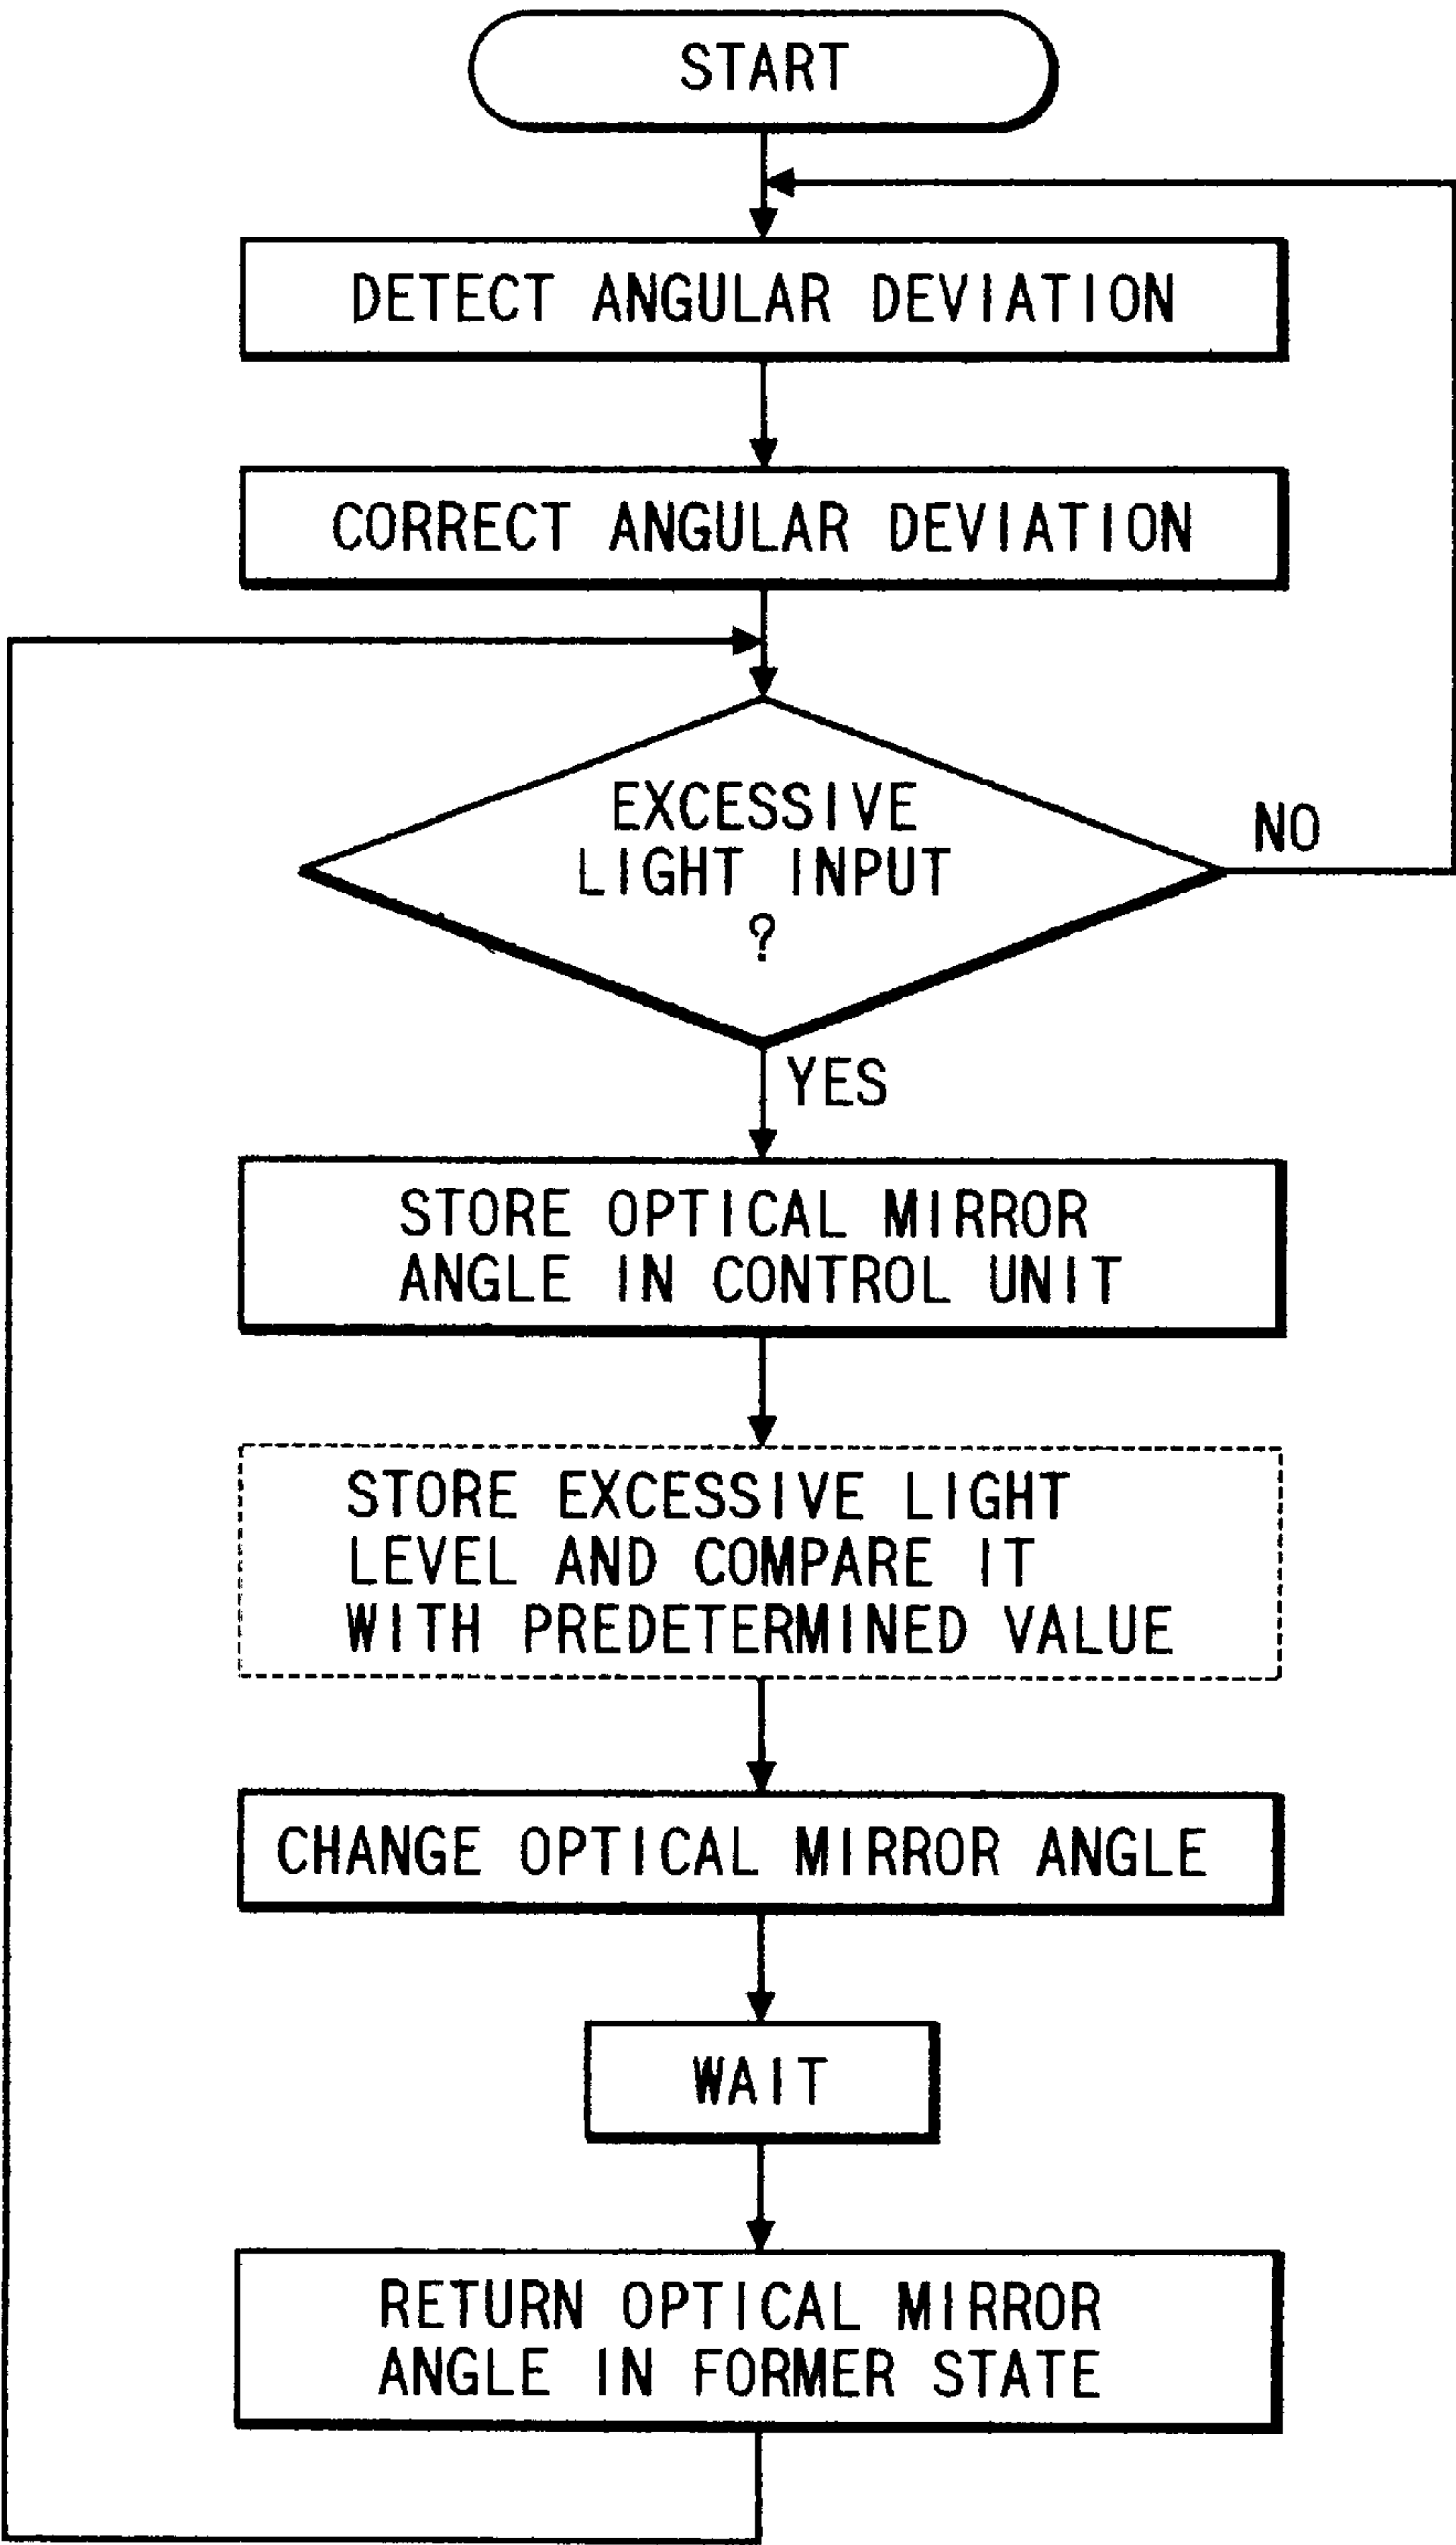 START
DETECT ANGULAR DEVIATION
CORRECT ANGULAR DEVIATION
EXCESSIVE
LIGHT INPUT
?
NO
YES
STORE OPTICAL MIRROR
ANGLE IN CONTROL UNIT
STORE EXCESSIVE LIGHT
LEVEL AND COMPARE IT
WITH PREDETERMINED VALUE
CHANGE OPTICAL MIRROR ANGLE
WAIT
RETURN OPTICAL MIRROR
ANGLE IN FORMER STATE